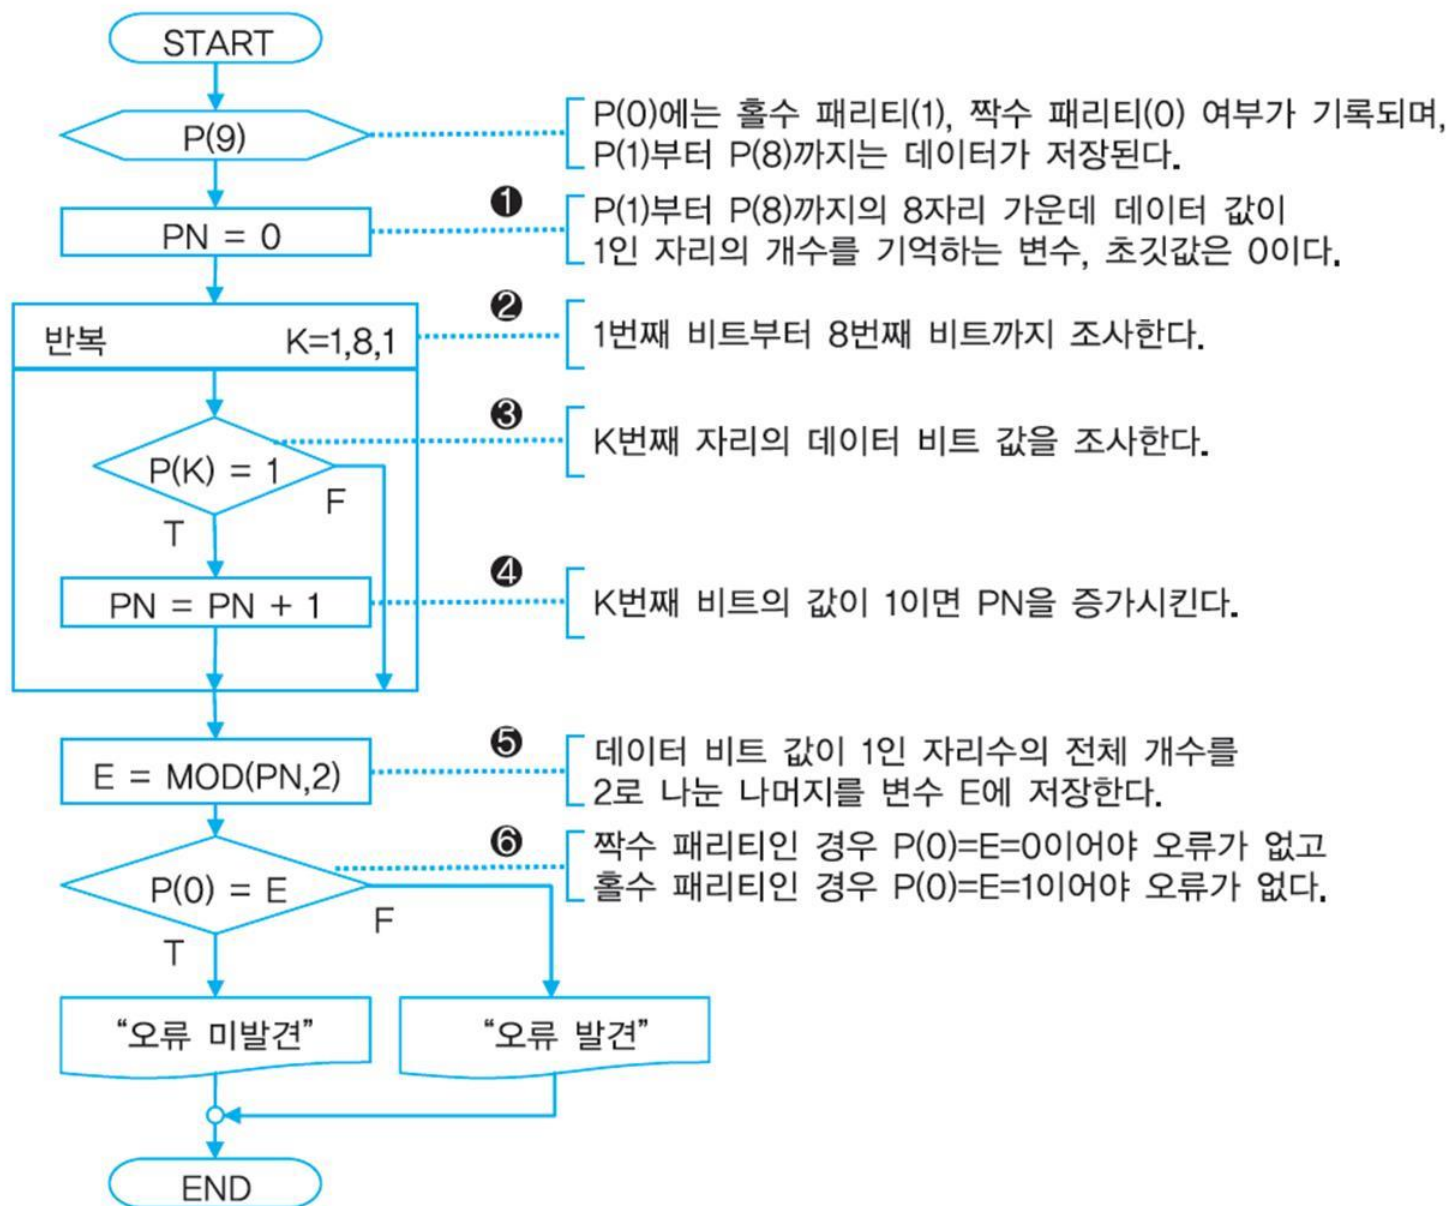 START
P(9)
P(0)에는 홀수 패리티(1), 짝수 패리티(0) 여부가 기록되며,
P(1)부터 P(8)까지는 데이터가 저장된다.
PN = 0
❶
P(1)부터 P(8)까지의 8자리 가운데 데이터 값이
1인 자리의 개수를 기억하는 변수, 초깃값은 0이다.
반복 K=1,8,1
❷
1번째 비트부터 8번째 비트까지 조사한다.
P(K) = 1
F
T
❸
K번째 자리의 데이터 비트 값을 조사한다.
PN = PN + 1
❹
K번째 비트의 값이 1이면 PN을 증가시킨다.
E = MOD(PN,2)
❺
데이터 비트 값이 1인 자리수의 전체 개수를
2로 나눈 나머지를 변수 E에 저장한다.
P(0) = E
F
T
❻
짝수 패리티인 경우 P(0)=E=0이어야 오류가 없고
홀수 패리티인 경우 P(0)=E=1이어야 오류가 없다.
“오류 미발견”
“오류 발견”
END